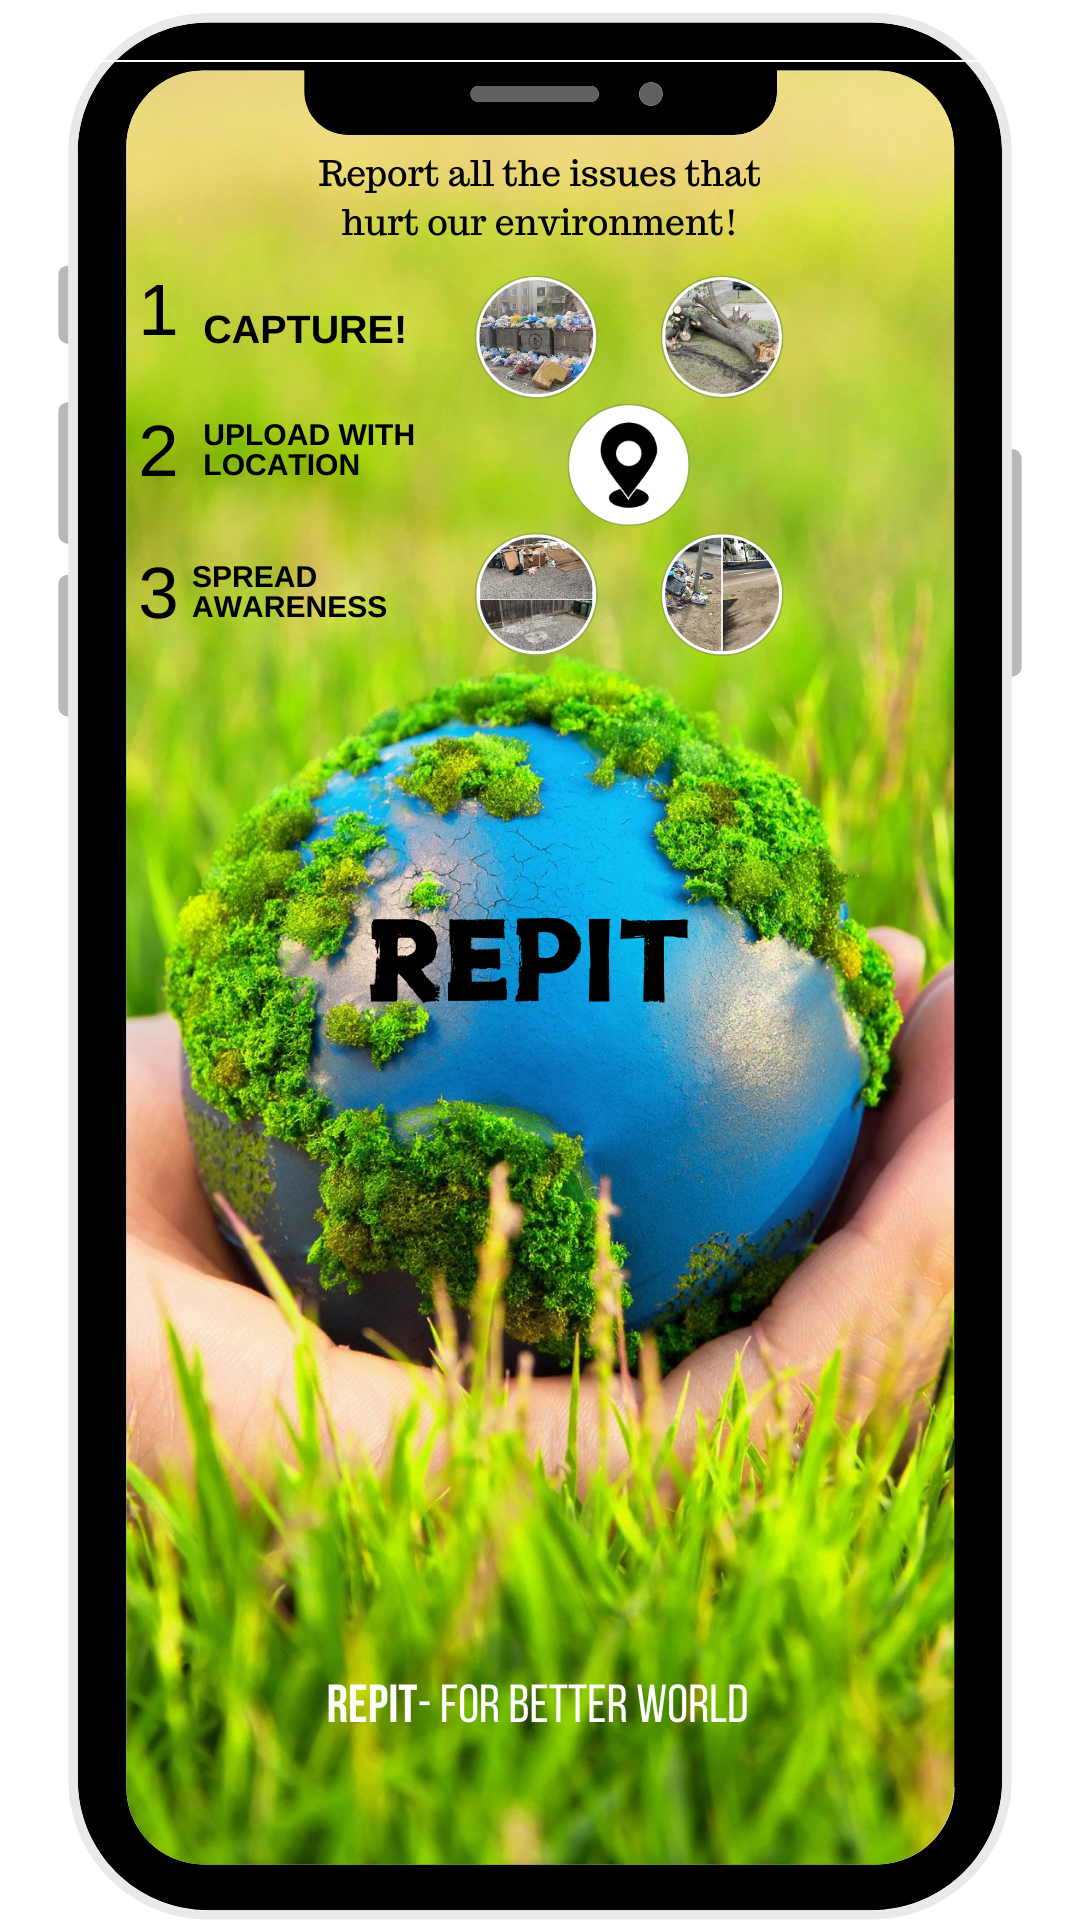 Report all the issues that
hurt our environment!
1 CAPTURE!
2 UPLOAD WITH
LOCATION
3 SPREAD
AWARENESS
REPIT
REPIT- FOR BETTER WORLD